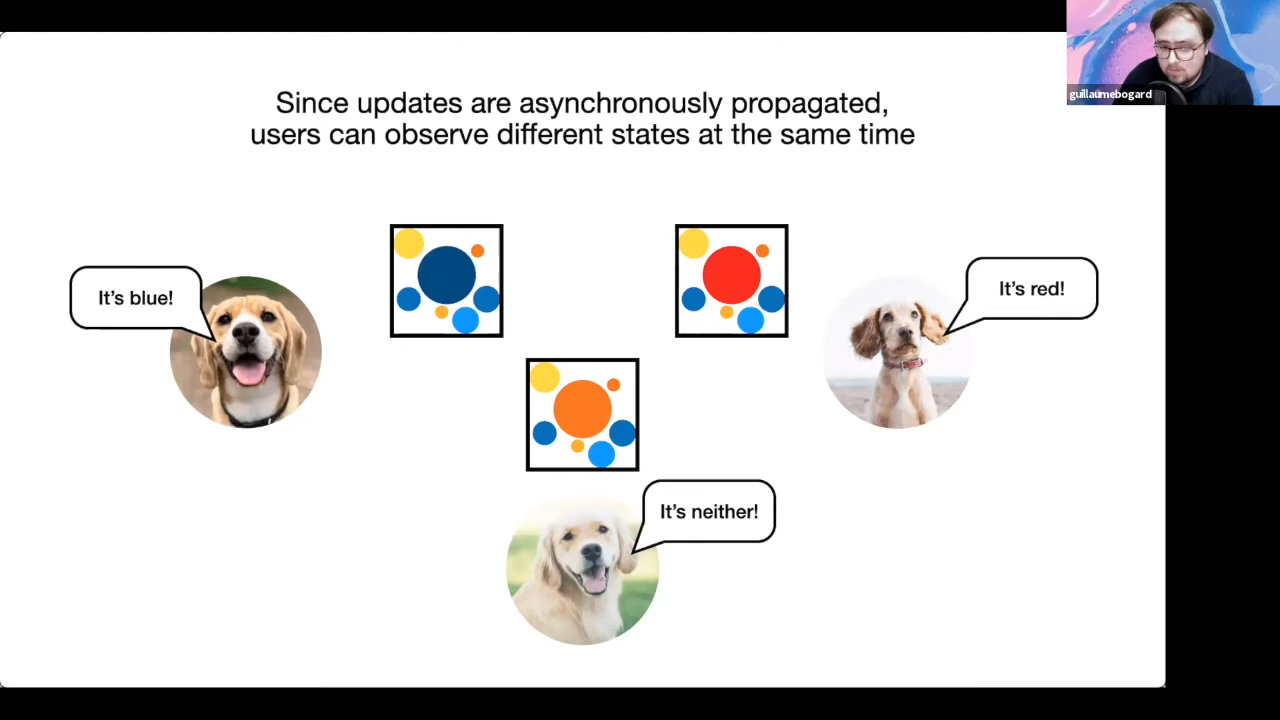 guillaumebogard
Since updates are asynchronously propagated,
users can observe different states at the same time
It's blue!
It's red!
It's neither!